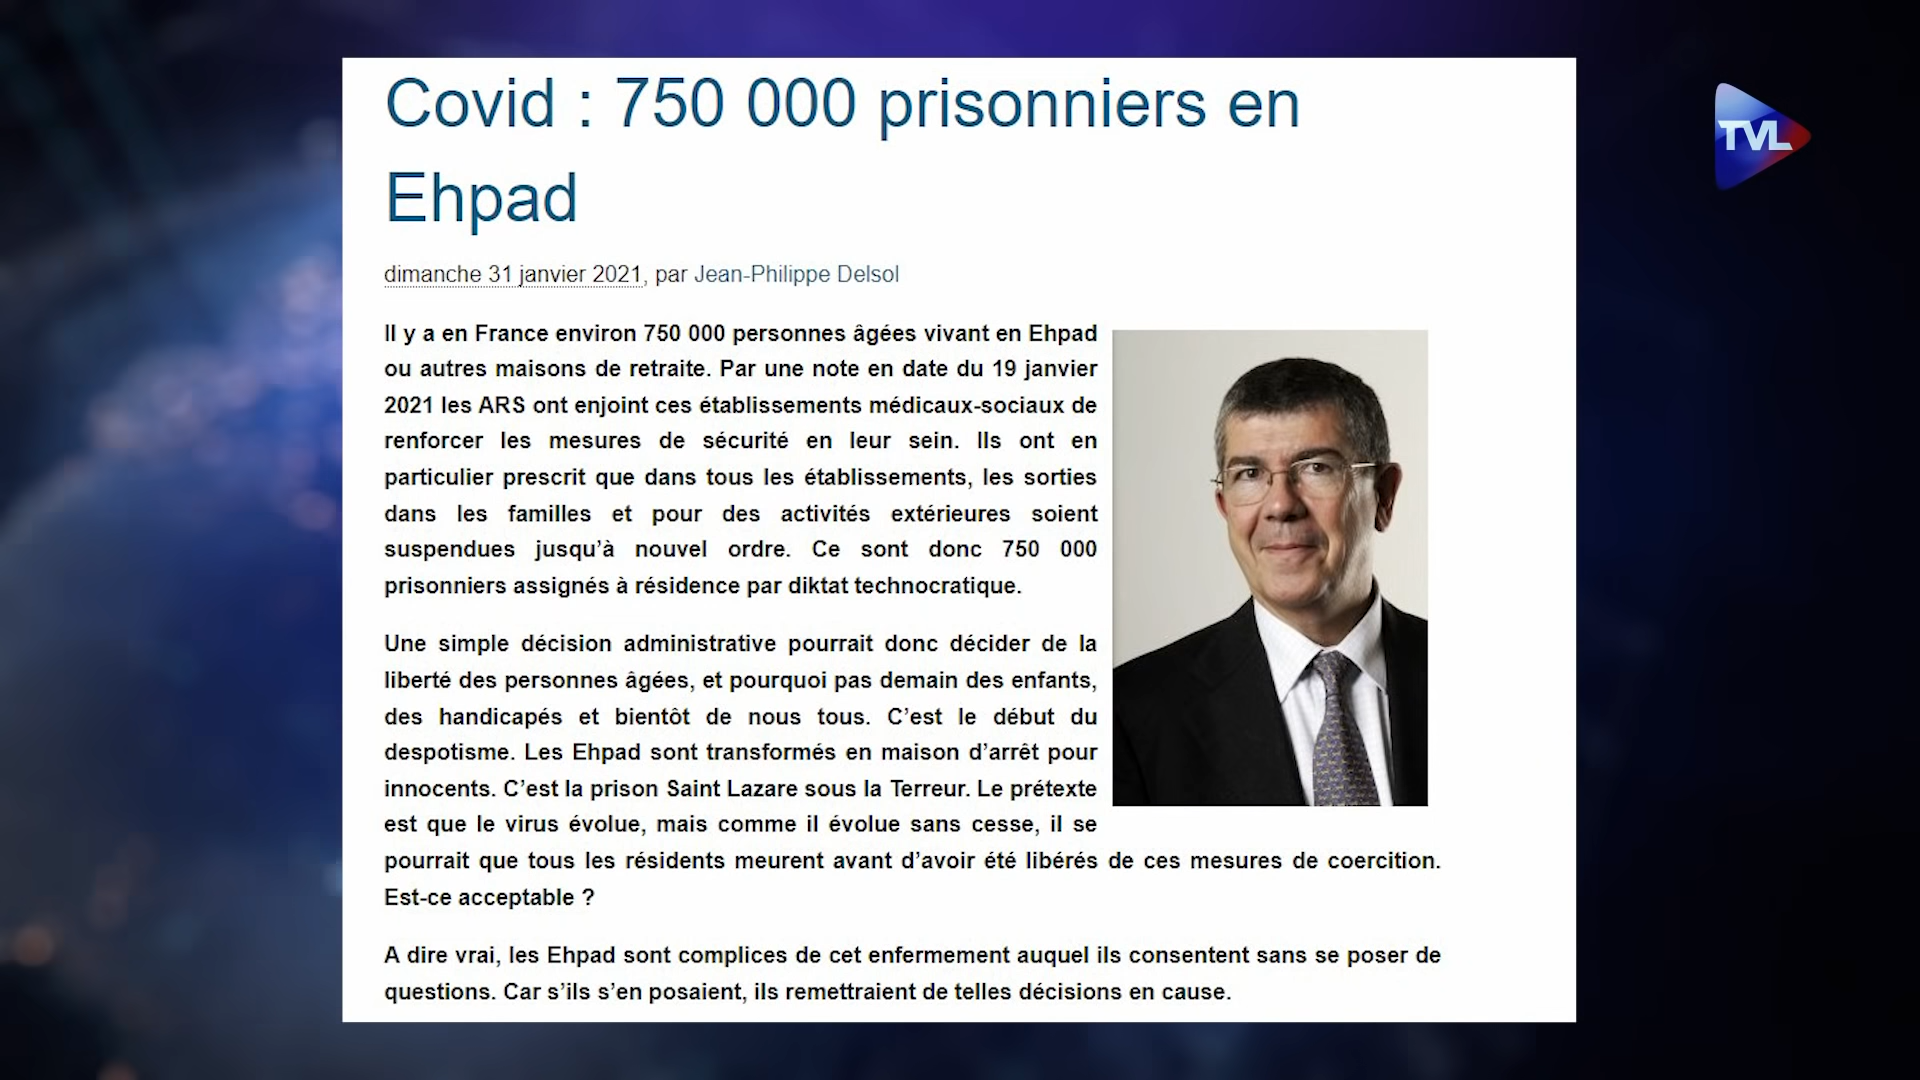 Covid : 750 000 prisonniers en
Ehpad
TVL
dimanche 31 janvier 2021, par Jean-Philippe Delsol
Il y a en France environ 750 000 personnes âgées vivant en Ehpad
ou autres maisons de retraite. Par une note en date du 19 janvier
2021 les ARS ont enjoint ces établissements médicaux-sociaux de
renforcer les mesures de sécurité en leur sein. Ils ont en
particulier prescrit que dans tous les établissements, les sorties
dans les familles et pour des activités extérieures soient
suspendues jusqu’à nouvel ordre. Ce sont donc 750 000
prisonniers assignés à résidence par diktat technocratique.
Une simple décision administrative pourrait donc décider de la
liberté des personnes âgées, et pourquoi pas demain des enfants,
des handicapés et bientôt de nous tous. C’est le début du
despotisme. Les Ehpad sont transformés en maison d’arrêt pour
innocents. C’est la prison Saint Lazare sous la Terreur. Le prétexte
est que le virus évolue, mais comme il évolue sans cesse, il se
pourrait que tous les résidents meurent avant d’avoir été libérés de ces mesures de coercition.
Est-ce acceptable ?
A dire vrai, les Ehpad sont complices de cet enfermement auquel ils consentent sans se poser de
questions. Car s’ils s’en posaient, ils remettraient de telles décisions en cause.